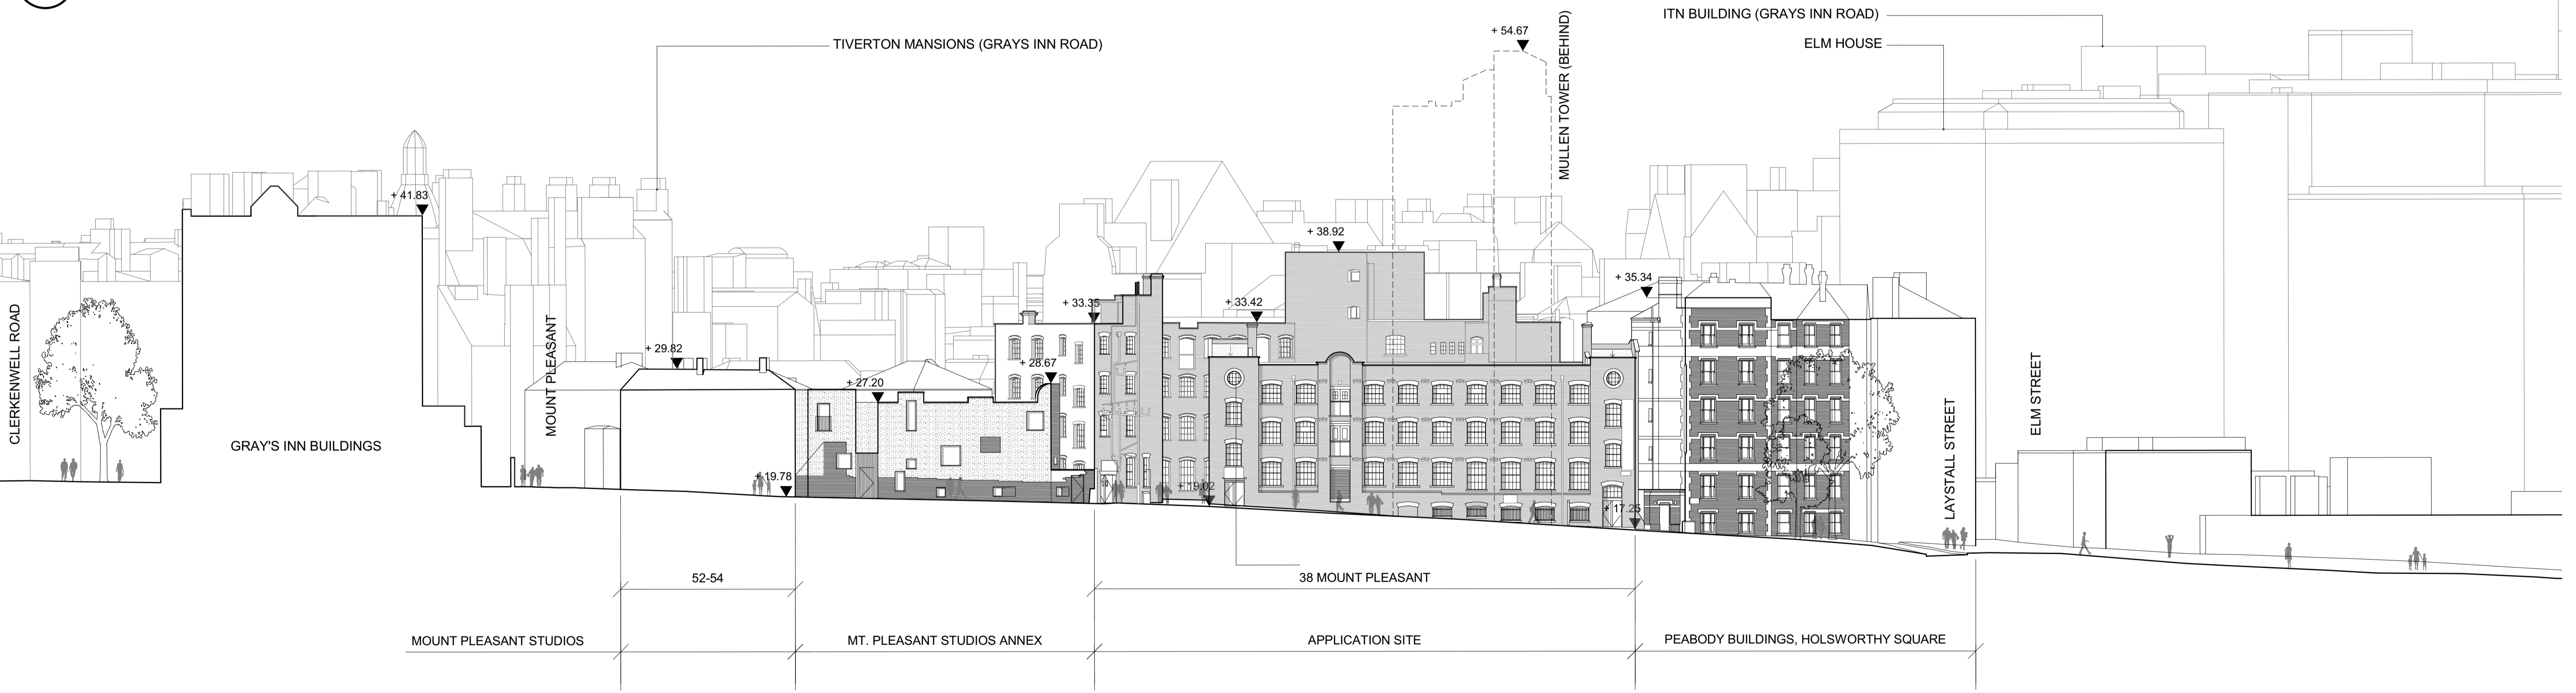 ITN BUILDING (GRAYS INN ROAD)
TIVERTON MANSIONS (GRAYS INN ROAD)
+ 54.67
MULLEN TOWER (BEHIND)
ELM HOUSE
+ 41.83
+ 38.92
+ 35.34
+ 33.35
+ 33.42
CLERKENWELL ROAD
MOUNT PLEASANT
+ 29.82
+ 28.67
+ 27.20
ELM STREET
LAYSTALL STREET
GRAY'S INN BUILDINGS
+ 19.78
+ 19.02
+ 17.25
52-54
38 MOUNT PLEASANT
MOUNT PLEASANT STUDIOS
MT. PLEASANT STUDIOS ANNEX
APPLICATION SITE
PEABODY BUILDINGS, HOLSWORTHY SQUARE